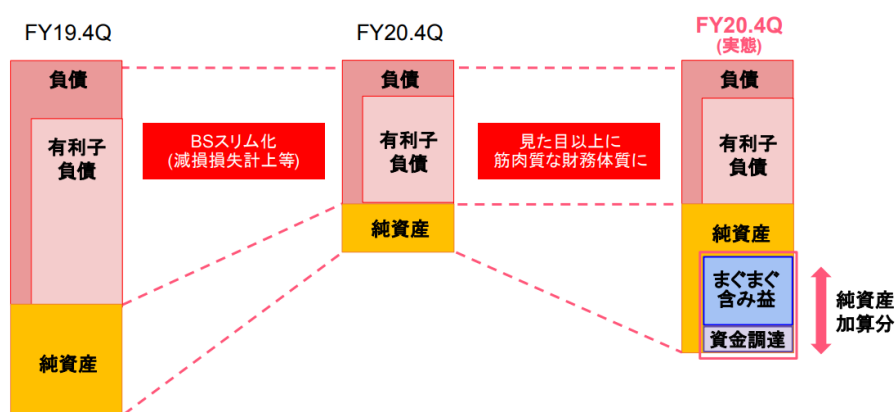 FY19.4Q
負債
有利子
負債
純資産
BSスリム化
(減損損失計上等)
FY20.4Q
負債
有利子
負債
純資産
見た目以上に
筋肉質な財務体質に
FY20.4Q
(実態)
負債
有利子
負債
純資産
まぐまぐ
含み益
資金調達
純資産
加算分